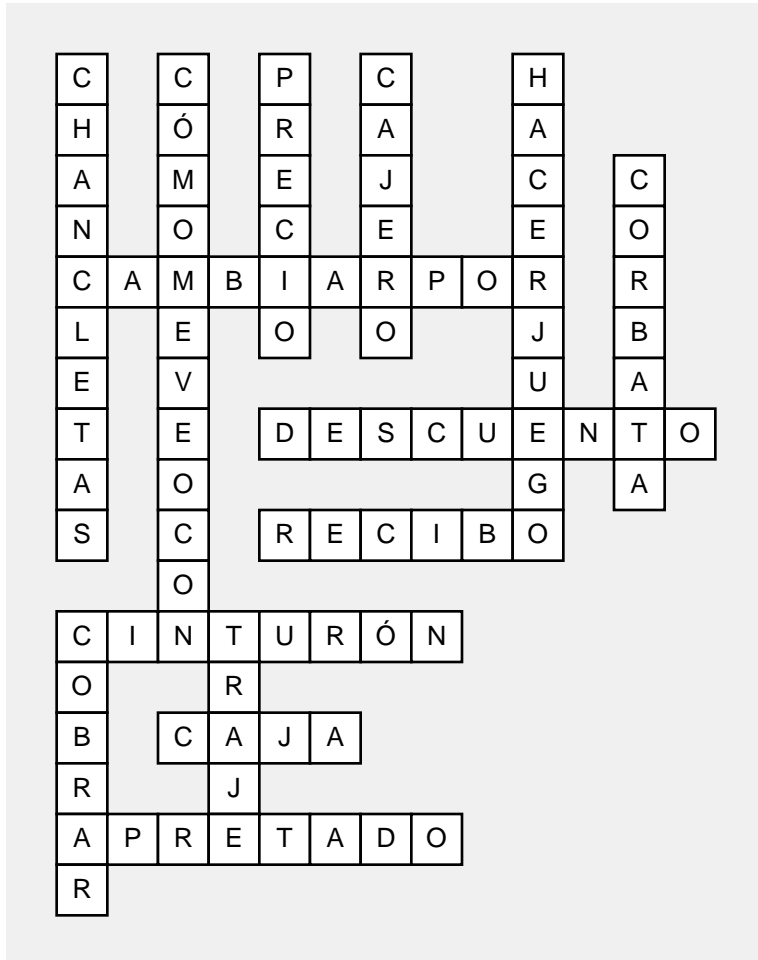 C C P C H
H Ó R A A
A M E J C C
N O C E E O
C A M B I A R P O R R
L E O O J B
E V U A
T E D E S C U E N T O
A O G A
S C R E C I B O
O
C I N T U R Ó N
O R
B C A J A
R J
A P R E T A D O
R